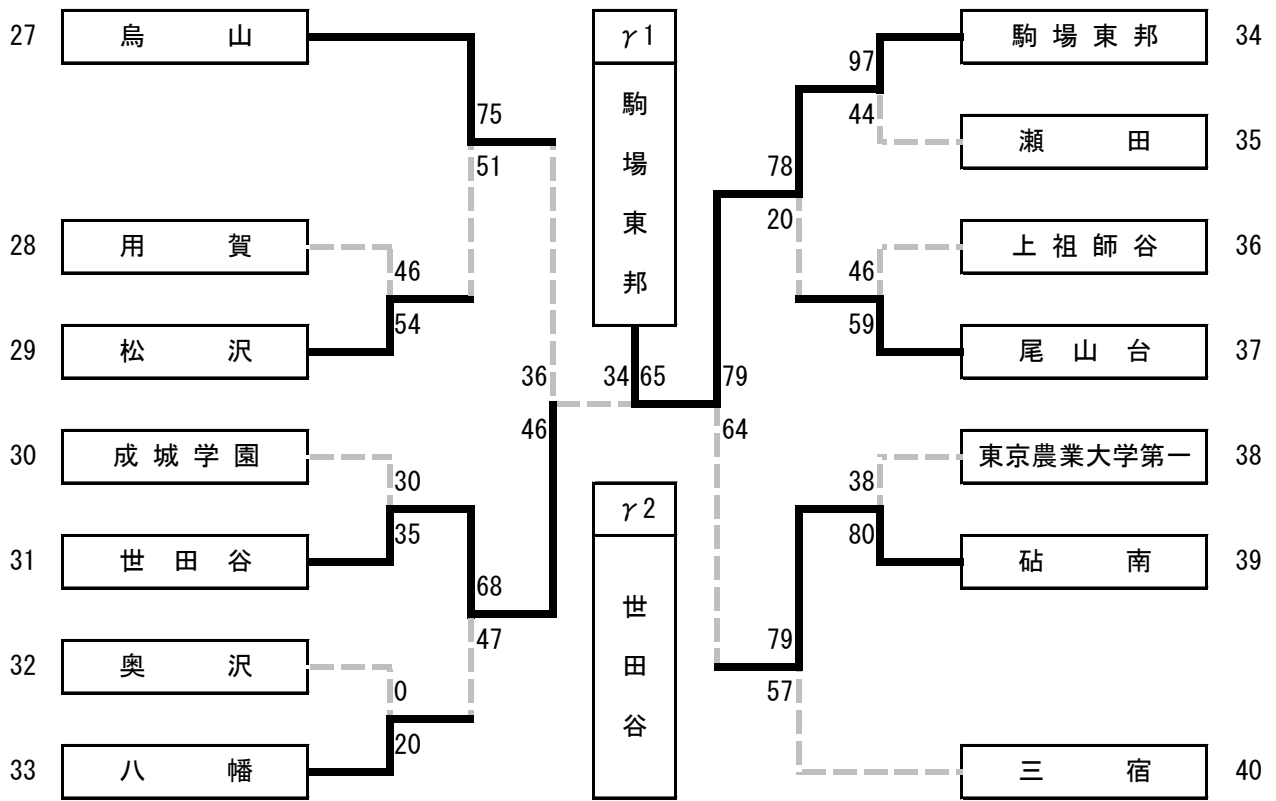 27 烏山
28 用賀
29 松沢
30 成城学園
31 世田谷
32 奥沢
33 八幡
75
51
46
54
36
46
30
35
68
47
0
20
γ1
駒場東邦
34 65
γ2
世田谷
駒場東邦 34
瀬田 35
上祖師谷 36
尾山台 37
東京農業大学第一 38
砧南 39
三宿 40
97
44
78
20
46
59
79
64
38
80
79
57